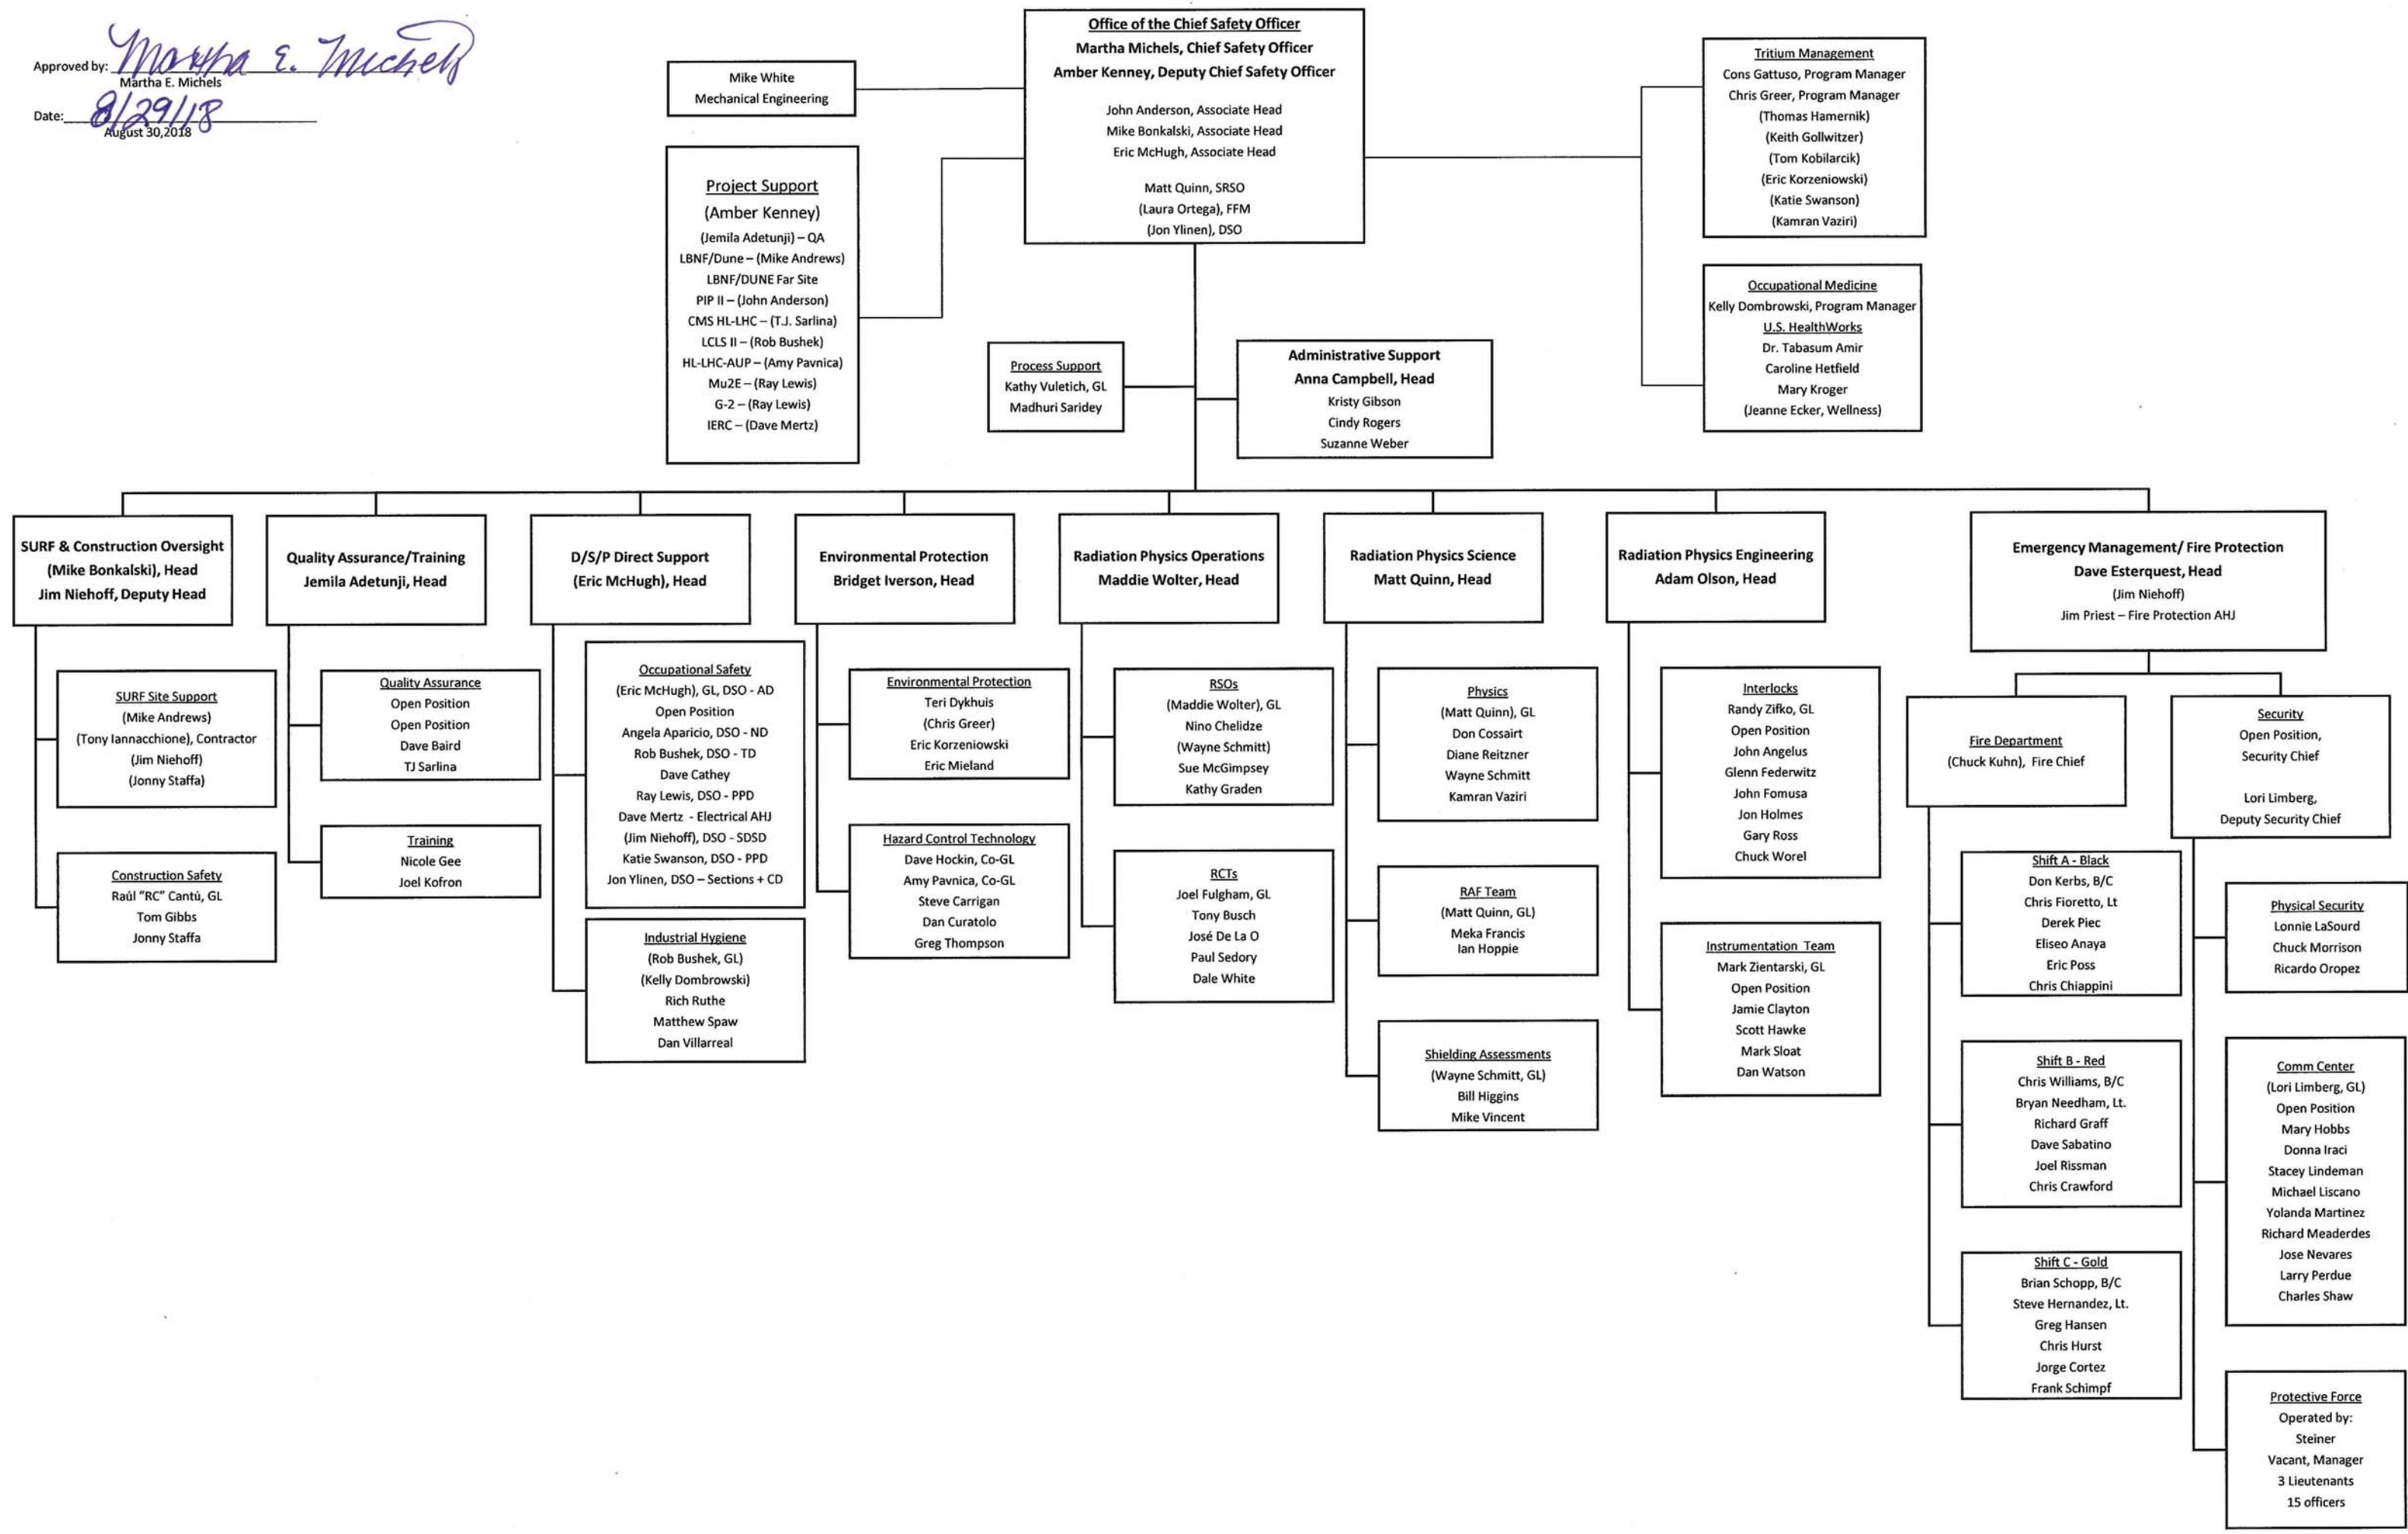 Approved by: Martha E. Michels
Martha E. Michels
Date: 8/29/18
August 30,2018
Office of the Chief Safety Officer
Martha Michels, Chief Safety Officer
Amber Kenney, Deputy Chief Safety Officer
John Anderson, Associate Head
Mike Bonkalski, Associate Head
Eric McHugh, Associate Head
Matt Quinn, SRSO
(Laura Ortega), FFM
(Jon Ylinen), DSO
Mike White
Mechanical Engineering
Project Support
(Amber Kenney)
(Jemila Adetunji) – QA
LBNF/Dune – (Mike Andrews)
LBNF/DUNE Far Site
PIP II – (John Anderson)
CMS HL-LHC – (T.J. Sarlina)
LCLS II – (Rob Bushek)
HL-LHC-AUP – (Amy Pavnica)
Mu2E – (Ray Lewis)
G-2 – (Ray Lewis)
IERC – (Dave Mertz)
Tritium Management
Cons Gattuso, Program Manager
Chris Greer, Program Manager
(Thomas Hamernik)
(Keith Gollwitzer)
(Tom Kobilarcik)
(Eric Korzeniowski)
(Katie Swanson)
(Kamran Vaziri)
Occupational Medicine
Kelly Dombrowski, Program Manager
U.S. HealthWorks
Dr. Tabasum Amir
Caroline Hetfield
Mary Kroger
(Jeanne Ecker, Wellness)
Process Support
Kathy Vuletich, GL
Madhuri Saridey
Administrative Support
Anna Campbell, Head
Kristy Gibson
Cindy Rogers
Suzanne Weber
SURF & Construction Oversight
(Mike Bonkalski), Head
Jim Niehoff, Deputy Head
SURF Site Support
(Mike Andrews)
(Tony Iannacchione), Contractor
(Jim Niehoff)
(Jonny Staffa)
Construction Safety
Raúl "RC" Cantú, GL
Tom Gibbs
Jonny Staffa
Quality Assurance/Training
Jemila Adetunji, Head
Quality Assurance
Open Position
Open Position
Dave Baird
TJ Sarlina
Training
Nicole Gee
Joel Kofron
D/S/P Direct Support
(Eric McHugh), Head
Occupational Safety
(Eric McHugh), GL, DSO - AD
Open Position
Angela Aparicio, DSO - ND
Rob Bushek, DSO - TD
Dave Cathey
Ray Lewis, DSO - PPD
Dave Mertz - Electrical AHJ
(Jim Niehoff), DSO - SDSD
Katie Swanson, DSO - PPD
Jon Ylinen, DSO – Sections + CD
Industrial Hygiene
(Rob Bushek, GL)
(Kelly Dombrowski)
Rich Ruthe
Matthew Spaw
Dan Villarreal
Environmental Protection
Bridget Iverson, Head
Environmental Protection
Teri Dykhuis
(Chris Greer)
Eric Korzeniowski
Eric Mieland
Hazard Control Technology
Dave Hockin, Co-GL
Amy Pavnica, Co-GL
Steve Carrigan
Dan Curatolo
Greg Thompson
Radiation Physics Operations
Maddie Wolter, Head
RSOs
(Maddie Wolter), GL
Nino Chelidze
(Wayne Schmitt)
Sue McGimpsey
Kathy Graden
RCTs
Joel Fulgham, GL
Tony Busch
José De La O
Paul Sedory
Dale White
Radiation Physics Science
Matt Quinn, Head
Physics
(Matt Quinn), GL
Don Cossairt
Diane Reitzner
Wayne Schmitt
Kamran Vaziri
RAF Team
(Matt Quinn, GL)
Meka Francis
Ian Hoppie
Shielding Assessments
(Wayne Schmitt, GL)
Bill Higgins
Mike Vincent
Radiation Physics Engineering
Adam Olson, Head
Interlocks
Randy Zifko, GL
Open Position
John Angelus
Glenn Federwitz
John Fomusa
Jon Holmes
Gary Ross
Chuck Worel
Instrumentation Team
Mark Zientarski, GL
Open Position
Jamie Clayton
Scott Hawke
Mark Sloat
Dan Watson
Emergency Management/ Fire Protection
Dave Esterquest, Head
(Jim Niehoff)
Jim Priest – Fire Protection AHJ
Fire Department
(Chuck Kuhn), Fire Chief
Shift A - Black
Don Kerbs, B/C
Chris Fioretto, Lt
Derek Piec
Eliseo Anaya
Eric Poss
Chris Chiappini
Shift B - Red
Chris Williams, B/C
Bryan Needham, Lt.
Richard Graff
Dave Sabatino
Joel Rissman
Chris Crawford
Shift C - Gold
Brian Schopp, B/C
Steve Hernandez, Lt.
Greg Hansen
Chris Hurst
Jorge Cortez
Frank Schimpf
Security
Open Position,
Security Chief
Lori Limberg,
Deputy Security Chief
Physical Security
Lonnie LaSourd
Chuck Morrison
Ricardo Oropez
Comm Center
(Lori Limberg, GL)
Open Position
Mary Hobbs
Donna Iraci
Stacey Lindeman
Michael Liscano
Yolanda Martinez
Richard Meaderdes
Jose Nevares
Larry Perdue
Charles Shaw
Protective Force
Operated by:
Steiner
Vacant, Manager
3 Lieutenants
15 officers